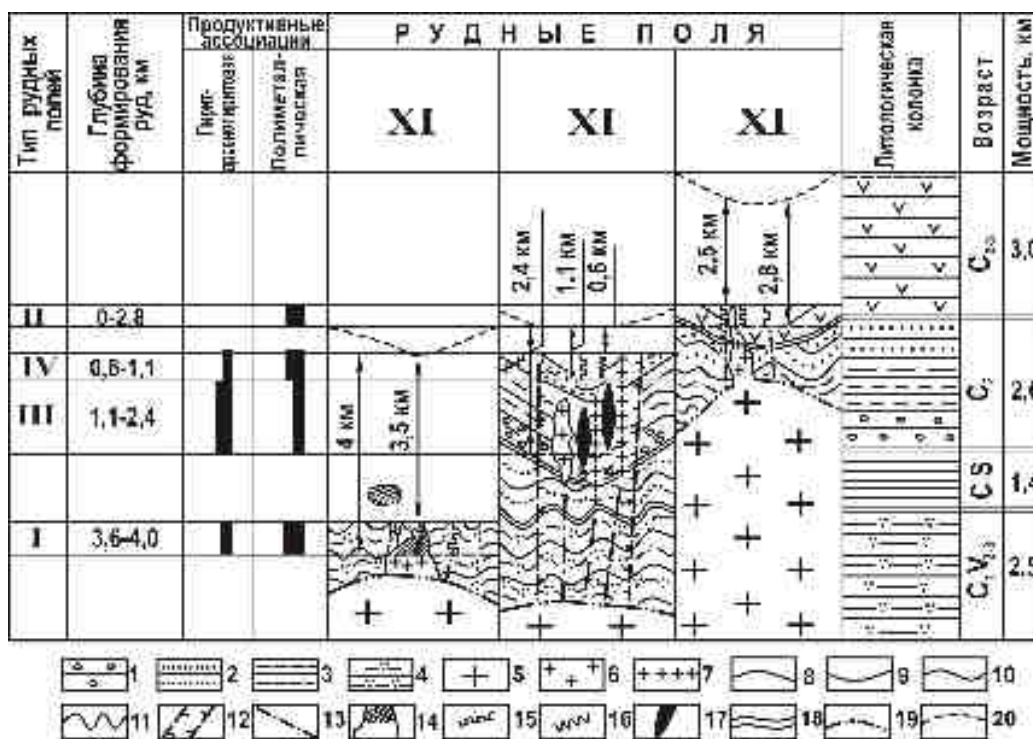 Тип рудных полей
Глубина формирования руд, км
Продуктивные ассоциации
Пирит-арсенопиритовая
Полиметаллическая
РУДНЫЕ ПОЛЯ
XI
XI
XI
Литологическая колонка
Возраст
Мощность, км
II
0-2,8
IV
0,6-1,1
III
1,1-2,4
I
3,6-4,0
4 км
3,5 км
2,4 км
1,1 км
0,6 км
2,5 км
2,8 км
3,0
1,4
C S
1
2
3
4
5
6
7
8
9
10
11
12
13
14
15
16
17
18
19
20